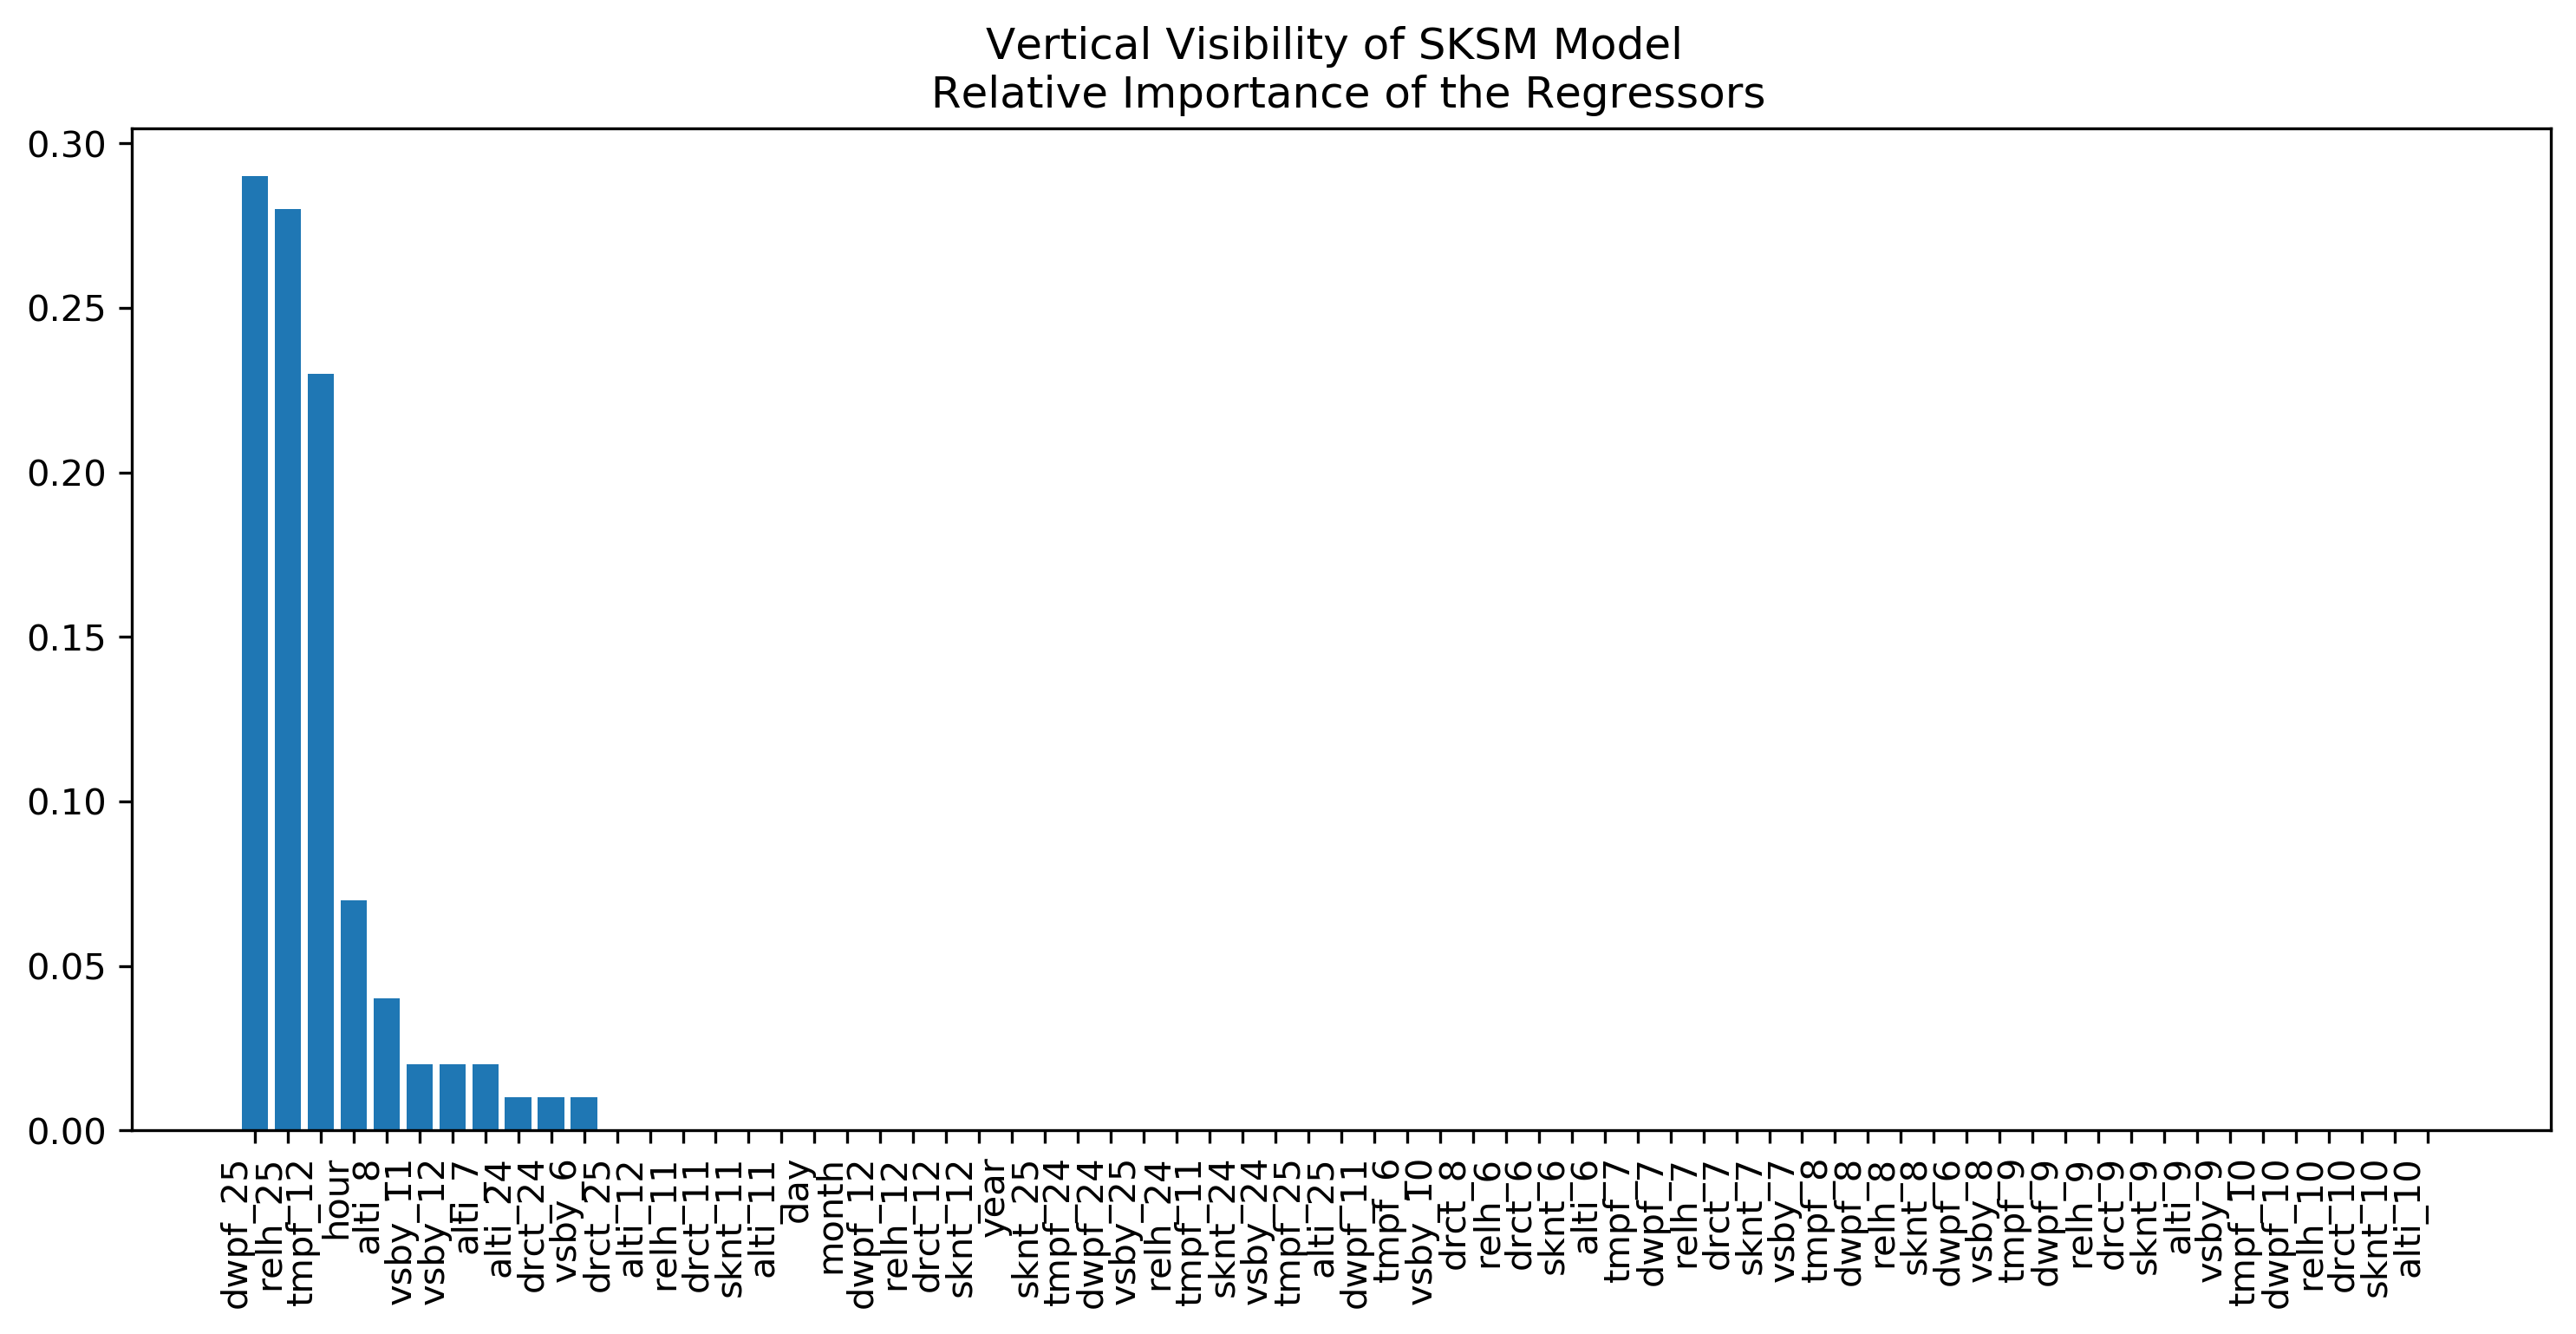 Vertical Visibility of SKSM Model
Relative Importance of the Regressors
0.30
0.25
0.20
0.15
0.10
0.05
0.00
dwpf_25
relh_25
tmpf_12
hour
alti_8
vsby_11
vsby_12
alti_7
alti_24
drct_24
vsby_6
drct_25
alti_12
relh_11
drct_11
sknt_11
alti_11
day
month
dwpf_12
relh_12
drct_12
sknt_12
year
sknt_25
tmpf_24
dwpf_24
vsby_25
relh_24
tmpf_11
sknt_24
vsby_24
tmpf_25
alti_25
dwpf_11
tmpf_6
vsby_10
drct_8
relh_6
drct_6
sknt_6
alti_6
tmpf_7
dwpf_7
relh_7
drct_7
sknt_7
vsby_7
tmpf_8
dwpf_8
relh_8
sknt_8
dwpf_6
vsby_8
tmpf_9
dwpf_9
relh_9
drct_9
sknt_9
alti_9
vsby_9
tmpf_10
dwpf_10
relh_10
drct_10
sknt_10
alti_10